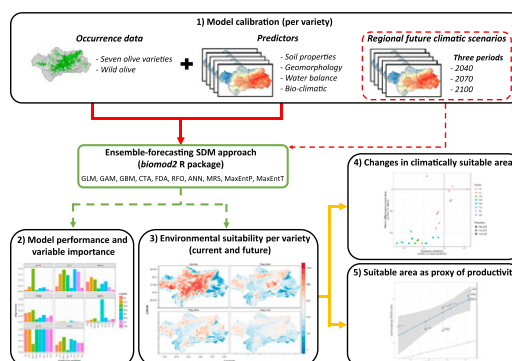 1) Model calibration (per variety)
Occurrence data
- Seven olive varieties
- Wild olive
Predictors
- Soil properties
- Geomorphology
- Water balance
- Bio-climatic
Regional future climatic scenarios
Three periods
- 2040
- 2070
- 2100
Ensemble-forecasting SDM approach
(biomod2 R package)
GLM, GAM, GBM, CTA, FDA, RFO, ANN, MRS, MaxEntP, MaxEntT
2) Model performance and
variable importance
3) Environmental suitability per variety
(current and future)
4) Changes in climatically suitable area
5) Suitable area as proxy of productivity